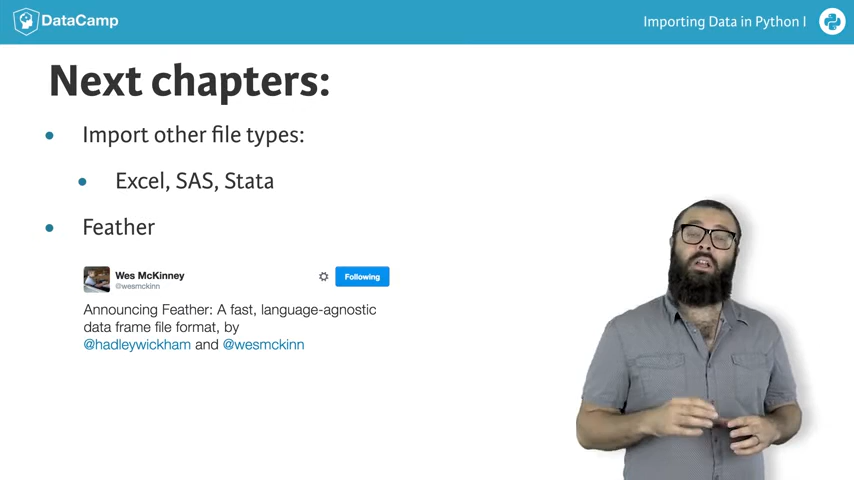 DataCamp
Importing Data in Python I
Next chapters:
• Import other file types:
• Excel, SAS, Stata
• Feather
Wes McKinney
@wesmckinn
Following
Announcing Feather: A fast, language-agnostic
data frame file format, by
@hadleywickham and @wesmckinn